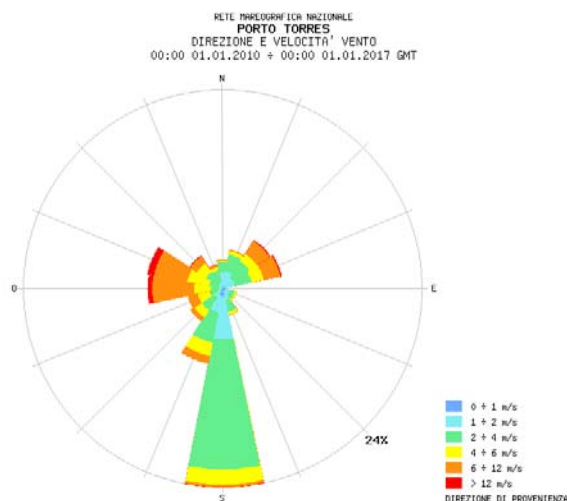 RETE MAREOGRAFICA NAZIONALE
PORTO TORRES
DIREZIONE E VELOCITA' VENTO
00:00 01.01.2010 ÷ 00:00 01.01.2017 GMT
N
O
E
24%
S
0 ÷ 1 m/s
1 ÷ 2 m/s
2 ÷ 4 m/s
4 ÷ 6 m/s
6 ÷ 12 m/s
> 12 m/s
DIREZIONE DI PROVENIENZA